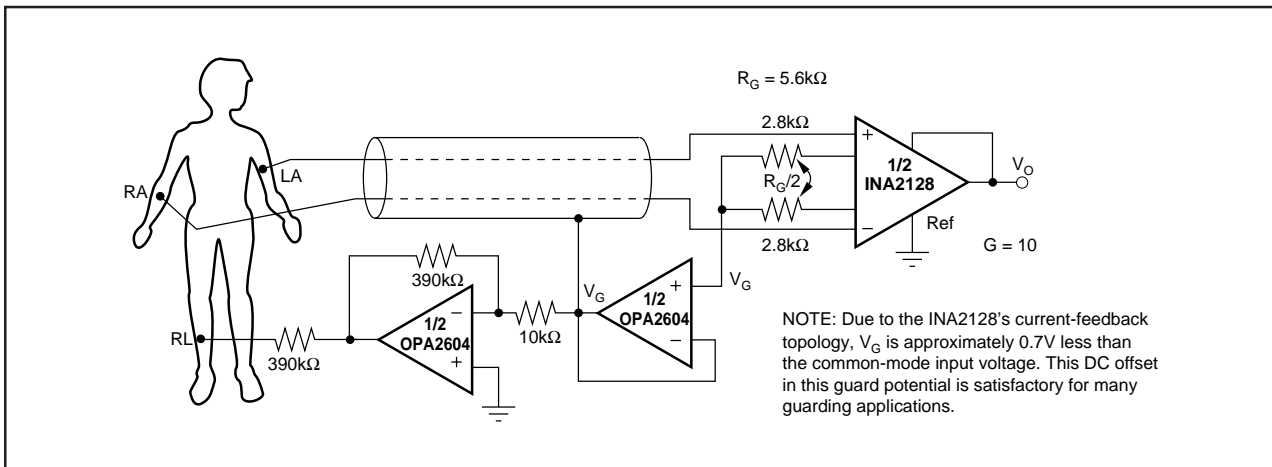 R_G = 5.6kΩ
2.8kΩ
LA
RA
R_G/2
+
1/2
INA2128
−
V_O
Ref
G = 10
2.8kΩ
390kΩ
V_G
+
1/2
OPA2604
−
V_G
10kΩ
−
1/2
OPA2604
+
RL
390kΩ
NOTE: Due to the INA2128's current-feedback
topology, V_G is approximately 0.7V less than
the common-mode input voltage. This DC offset
in this guard potential is satisfactory for many
guarding applications.